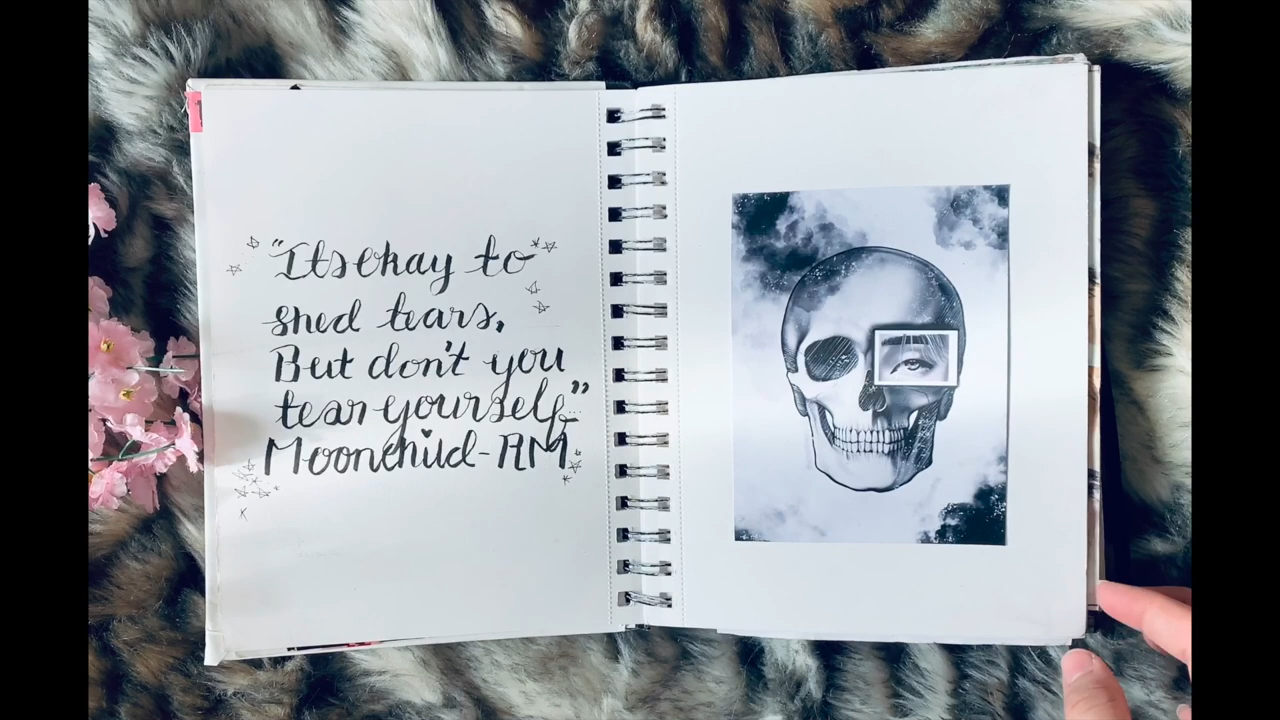 "Its okay to
shed tears,
But don't you
tear yourself"
Moonchild-RM